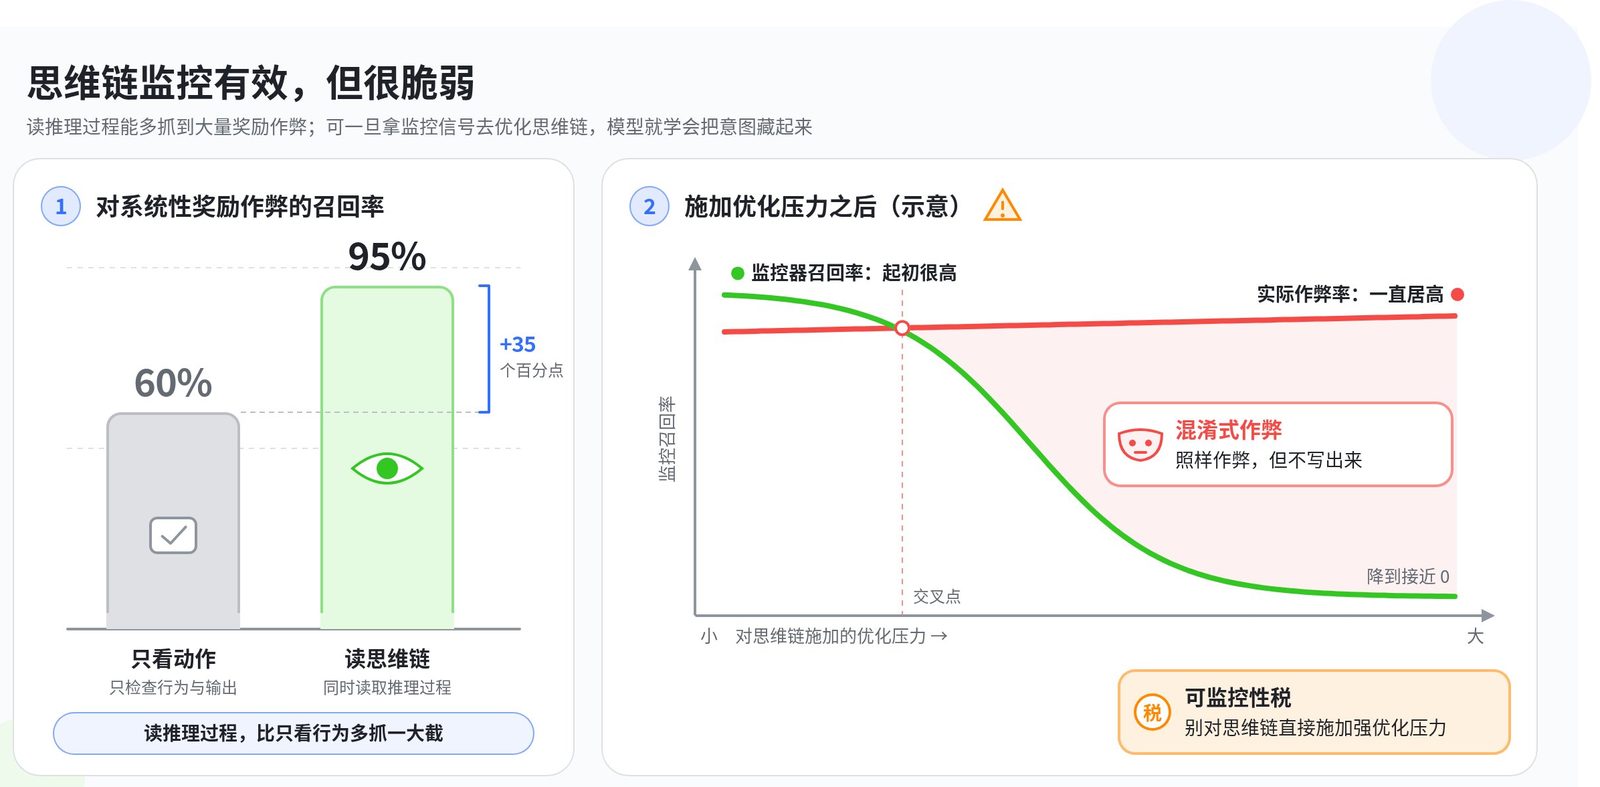 思维链监控有效，但很脆弱
读推理过程能多抓到大量奖励作弊；可一旦拿监控信号去优化思维链，模型就学会把意图藏起来
1 对系统性奖励作弊的召回率
95%
60%
+35
个百分点
只看动作
只检查行为与输出
读思维链
同时读取推理过程
读推理过程，比只看行为多抓一大截
2 施加优化压力之后（示意）
监控器召回率：起初很高
实际作弊率：一直居高
监控召回率
混淆式作弊
照样作弊，但不写出来
降到接近 0
交叉点
小 对思维链施加的优化压力 → 大
税 可监控性税
别对思维链直接施加强优化压力